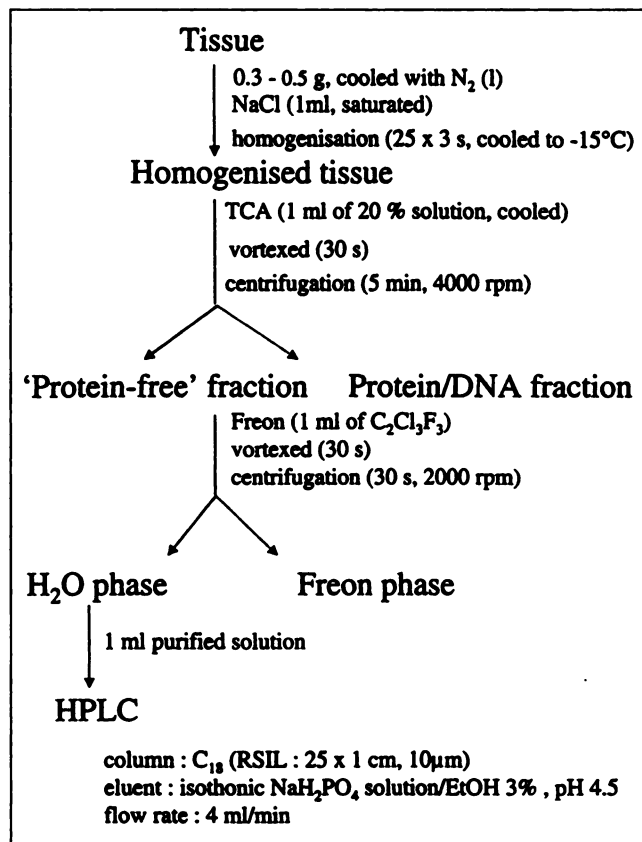 Tissue
0.3 - 0.5 g, cooled with N₂ (l)
NaCl (1ml, saturated)
homogenisation (25 x 3 s, cooled to -15°C)
Homogenised tissue
TCA (1 ml of 20 % solution, cooled)
vortexed (30 s)
centrifugation (5 min, 4000 rpm)
'Protein-free' fraction Protein/DNA fraction
Freon (1 ml of C₂Cl₃F₃)
vortexed (30 s)
centrifugation (30 s, 2000 rpm)
H₂O phase Freon phase
1 ml purified solution
HPLC
column : C₁₈ (RSIL : 25 x 1 cm, 10µm)
eluent : isothonic NaH₂PO₄ solution/EtOH 3% , pH 4.5
flow rate : 4 ml/min